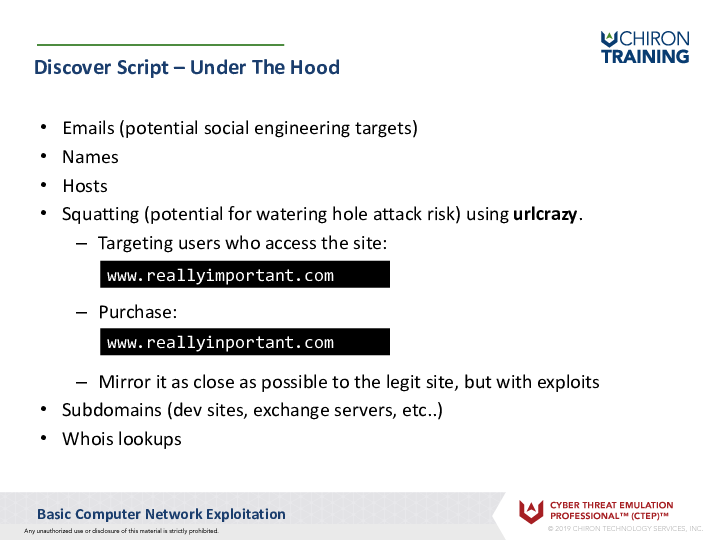 CHIRON
TRAINING
Discover Script – Under The Hood
• Emails (potential social engineering targets)
• Names
• Hosts
• Squatting (potential for watering hole attack risk) using urlcrazy.
– Targeting users who access the site:
www.reallyimportant.com
– Purchase:
www.reallyinportant.com
– Mirror it as close as possible to the legit site, but with exploits
• Subdomains (dev sites, exchange servers, etc..)
• Whois lookups
Basic Computer Network Exploitation
CYBER THREAT EMULATION
PROFESSIONAL™ (CTEP)™
Any unauthorized use or disclosure of this material is strictly prohibited.
© 2019 CHIRON TECHNOLOGY SERVICES, INC.